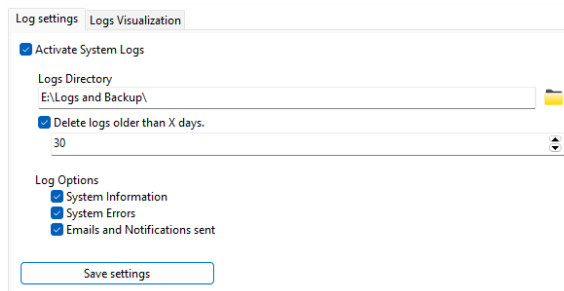 Log settings Logs Visualization
Activate System Logs
Logs Directory
E:\Logs and Backup\
Delete logs older than X days.
30
Log Options
System Information
System Errors
Emails and Notifications sent
Save settings